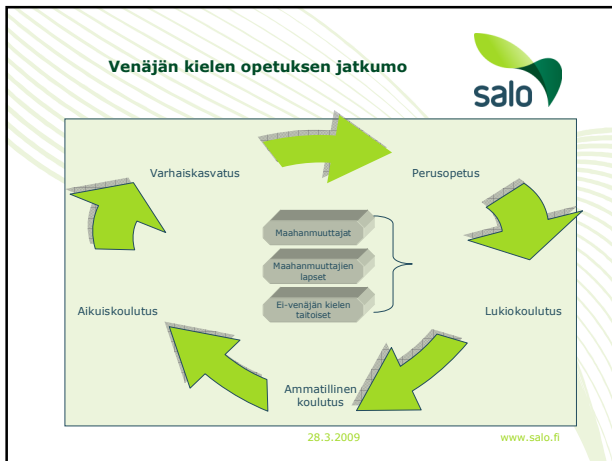 Venäjän kielen opetuksen jatkumo
salo
Varhaiskasvatus
Perusopetus
Maahanmuuttajat
Maahanmuuttajien
lapset
Ei-venäjän kielen
taitoiset
Aikuiskoulutus
Lukiokoulutus
Ammatillinen
koulutus
28.3.2009
www.salo.fi